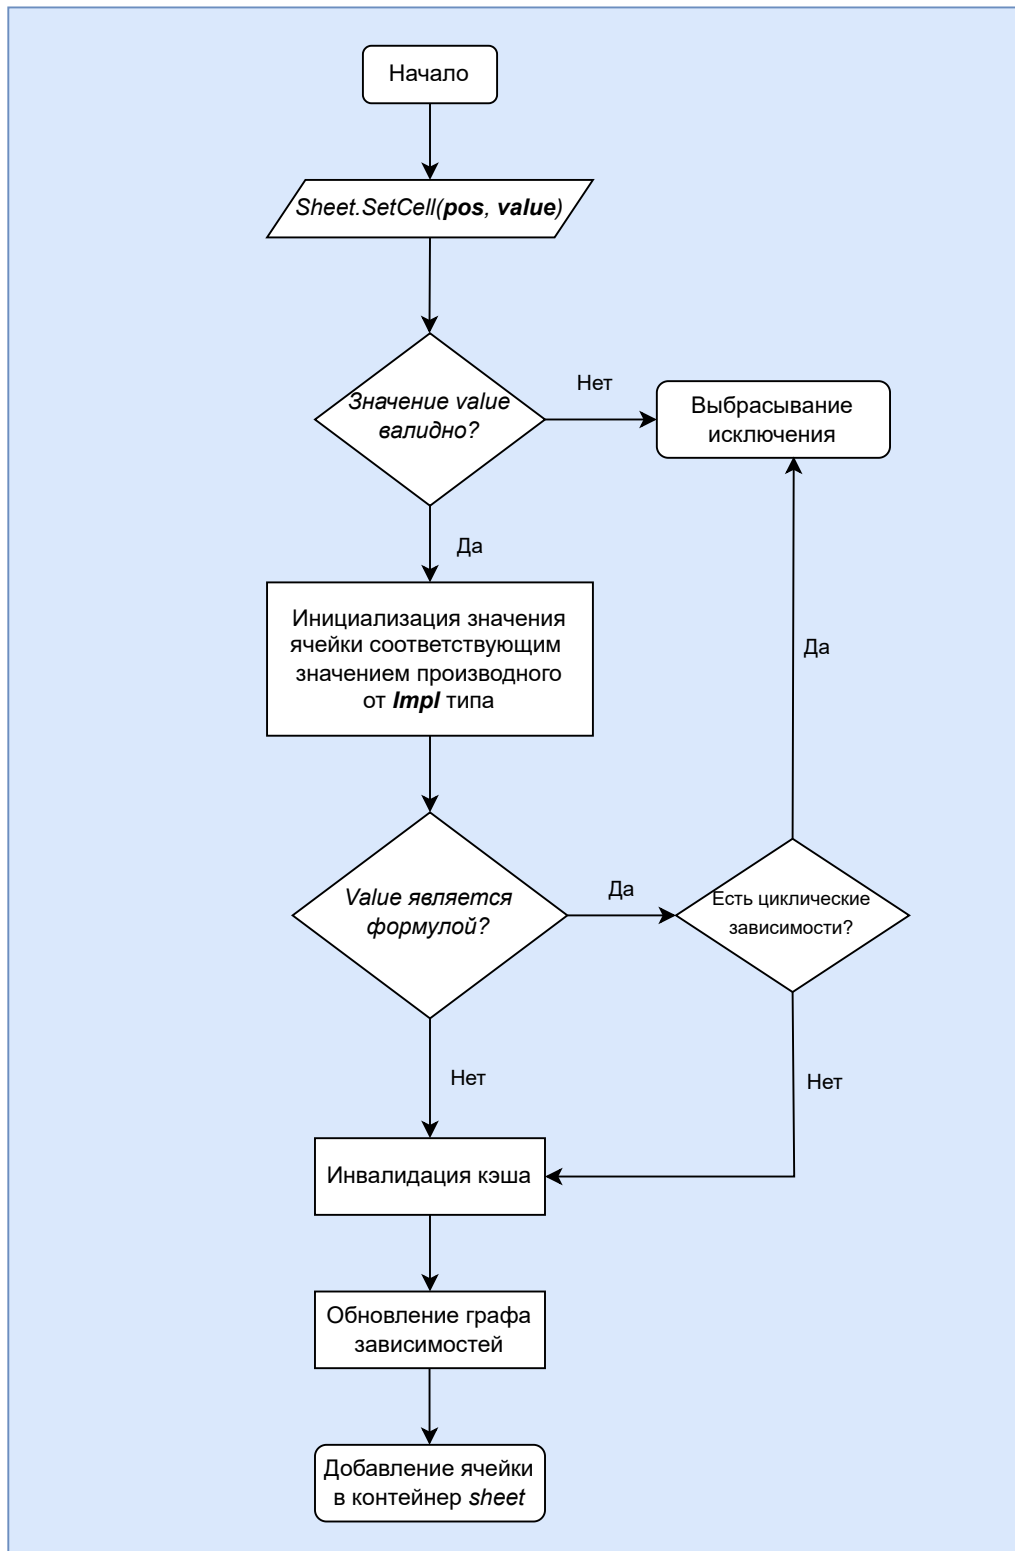 Начало
Sheet.SetCell(pos, value)
Значение value
валидно?
Нет
Выбрасывание
исключения
Да
Инициализация значения
ячейки соответствующим
значением производного
от Impl типа
Да
Value является
формулой?
Да
Есть циклические
зависимости?
Нет
Нет
Инвалидация кэша
Обновление графа
зависимостей
Добавление ячейки
в контейнер sheet